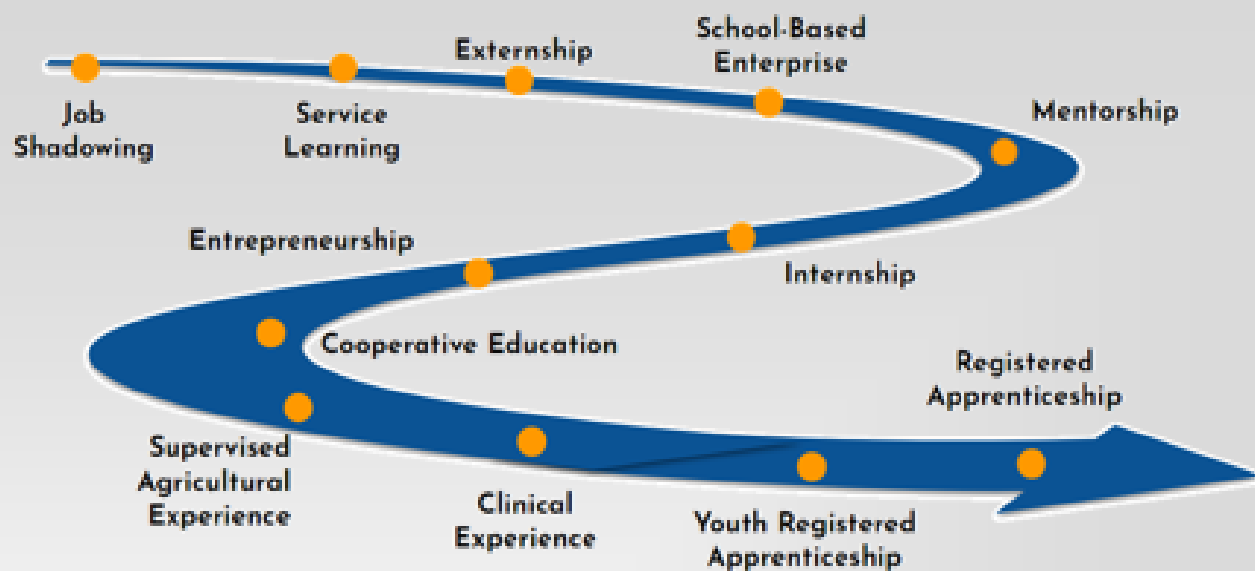 Job
Shadowing
Service
Learning
Externship
School-Based
Enterprise
Mentorship
Internship
Entrepreneurship
Cooperative Education
Supervised
Agricultural
Experience
Clinical
Experience
Youth Registered
Apprenticeship
Registered
Apprenticeship